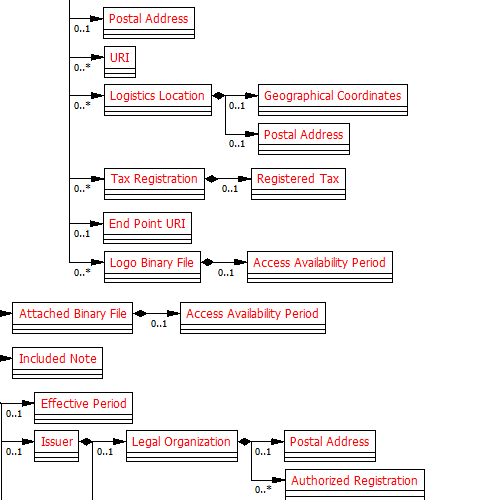 Postal Address
0..1
URI
0..*
Logistics Location
0..*
Geographical Coordinates
0..1
Postal Address
0..1
Tax Registration
0..*
Registered Tax
0..1
End Point URI
0..1
Logo Binary File
0..*
Access Availability Period
0..1
Attached Binary File
Access Availability Period
0..1
Included Note
Effective Period
0..1
Issuer
0..1
Legal Organization
0..1
Postal Address
0..1
Authorized Registration
0..*